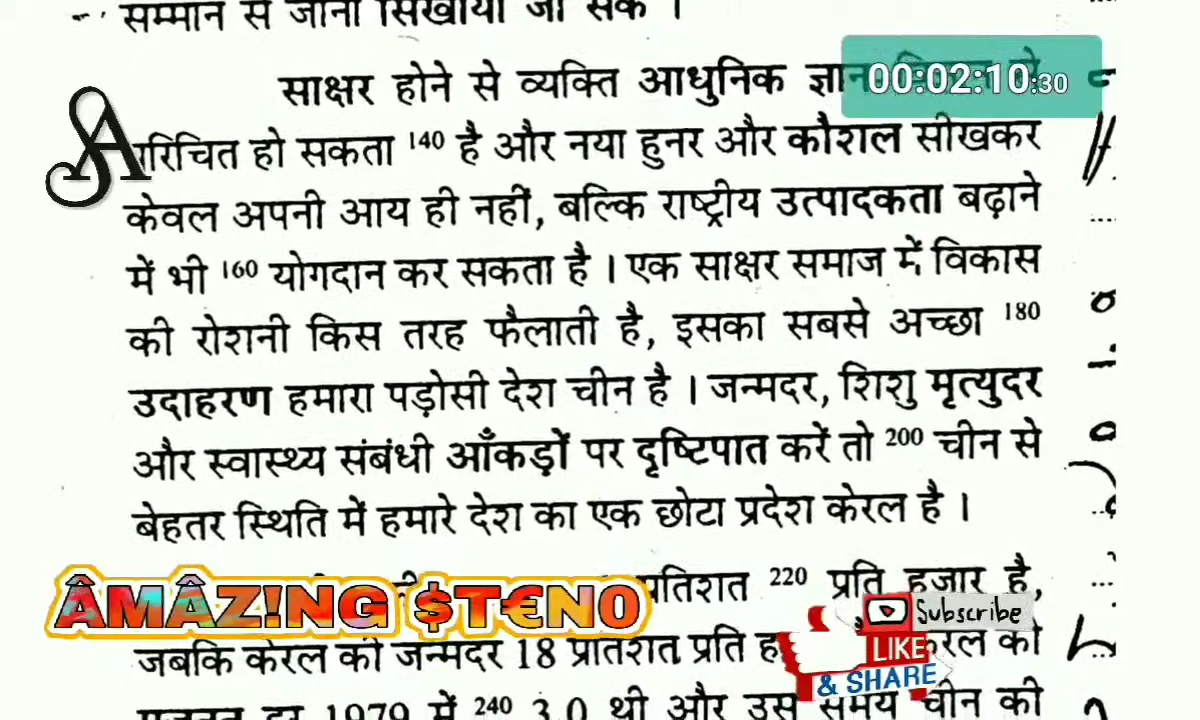 सम्मान से जीना सिखाया जा सके ।
साक्षर होने से व्यक्ति आधुनिक ज्ञान
00:02:10:30
A
परिचित हो सकता 140 है और नया हुनर और कौशल सीखकर
केवल अपनी आय ही नहीं, बल्कि राष्ट्रीय उत्पादकता बढ़ाने
में भी 160 योगदान कर सकता है । एक साक्षर समाज में विकास
की रोशनी किस तरह फैलाती है, इसका सबसे अच्छा 180
उदाहरण हमारा पड़ोसी देश चीन है । जन्मदर, शिशु मृत्युदर
और स्वास्थ्य संबंधी आँकड़ों पर दृष्टिपात करें तो 200 चीन से
बेहतर स्थिति में हमारे देश का एक छोटा प्रदेश केरल है ।
प्रतिशत 220 प्रति हजार है,
ÂMÂZ!NG $T€NO
Subscribe
जबकि केरल की जन्मदर 18 प्रतिशत प्रति केरल की
LIKE
& SHARE
दर 1979 में 240 3.0 थी और उस समय चीन की